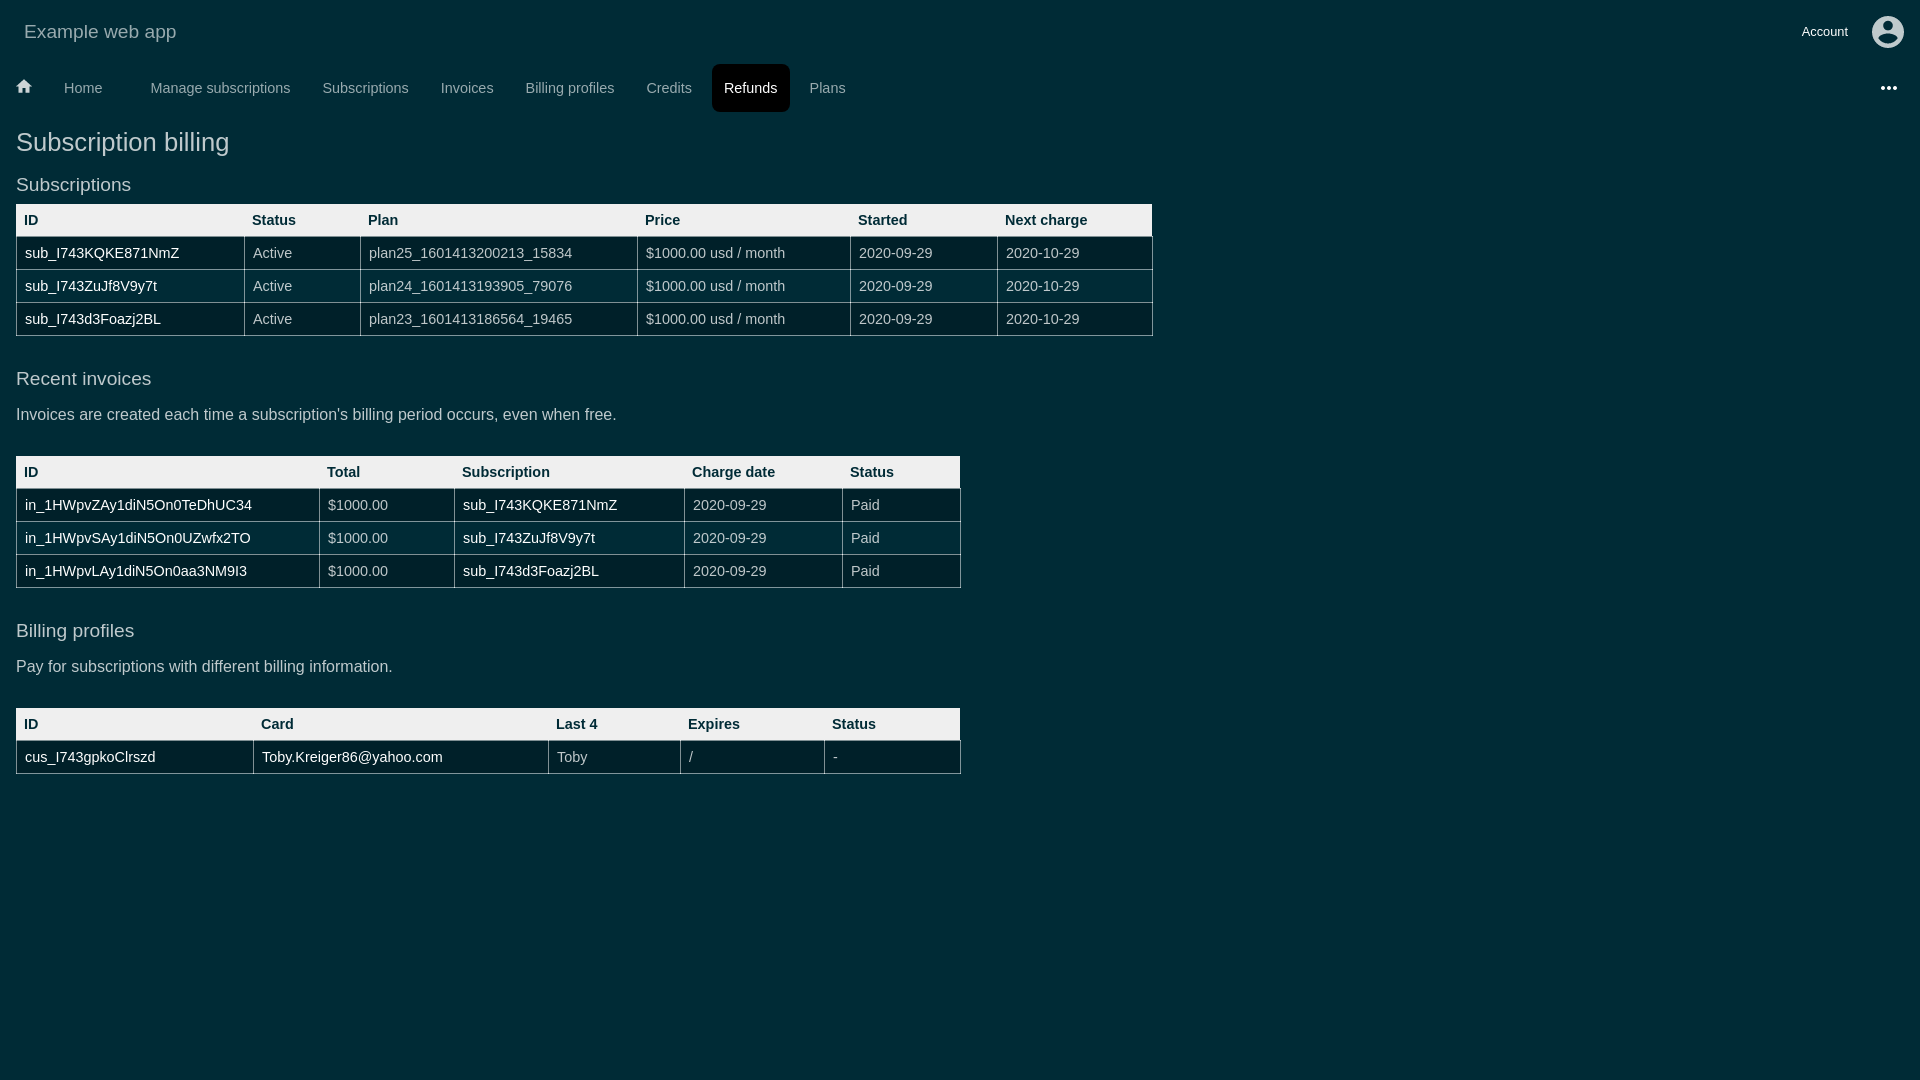 Example web app
Account
Home Manage subscriptions Subscriptions Invoices Billing profiles Credits Refunds Plans
Subscription billing
Subscriptions
ID Status Plan Price Started Next charge
sub_I743KQKE871NmZ Active plan25_1601413200213_15834 $1000.00 usd / month 2020-09-29 2020-10-29
sub_I743ZuJf8V9y7t Active plan24_1601413193905_79076 $1000.00 usd / month 2020-09-29 2020-10-29
sub_I743d3Foazj2BL Active plan23_1601413186564_19465 $1000.00 usd / month 2020-09-29 2020-10-29
Recent invoices
Invoices are created each time a subscription's billing period occurs, even when free.
ID Total Subscription Charge date Status
in_1HWpvZAy1diN5On0TeDhUC34 $1000.00 sub_I743KQKE871NmZ 2020-09-29 Paid
in_1HWpvSAy1diN5On0UZwfx2TO $1000.00 sub_I743ZuJf8V9y7t 2020-09-29 Paid
in_1HWpvLAy1diN5On0aa3NM9I3 $1000.00 sub_I743d3Foazj2BL 2020-09-29 Paid
Billing profiles
Pay for subscriptions with different billing information.
ID Card Last 4 Expires Status
cus_I743gpkoClrszd Toby.Kreiger86@yahoo.com Toby / -